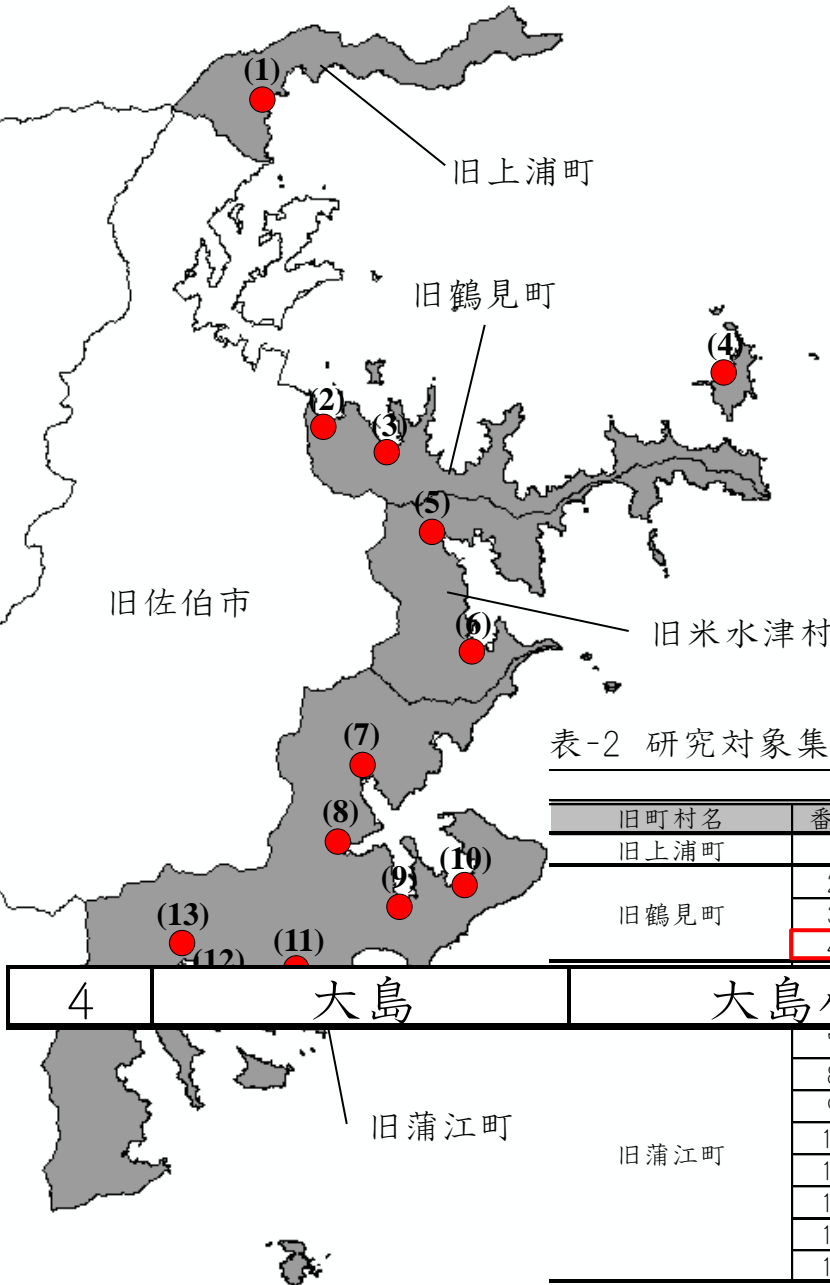 (1)
旧上浦町
旧鶴見町
(4)
(2)
(3)
(5)
旧佐伯市
(6)
旧米水津村
(7)
表-2 研究対象集
(8)
旧町村名
旧上浦町
(10)
(9)
旧鶴見町
(13)
(11)
(12)
4 大島 大島
旧蒲江町
旧蒲江町
8